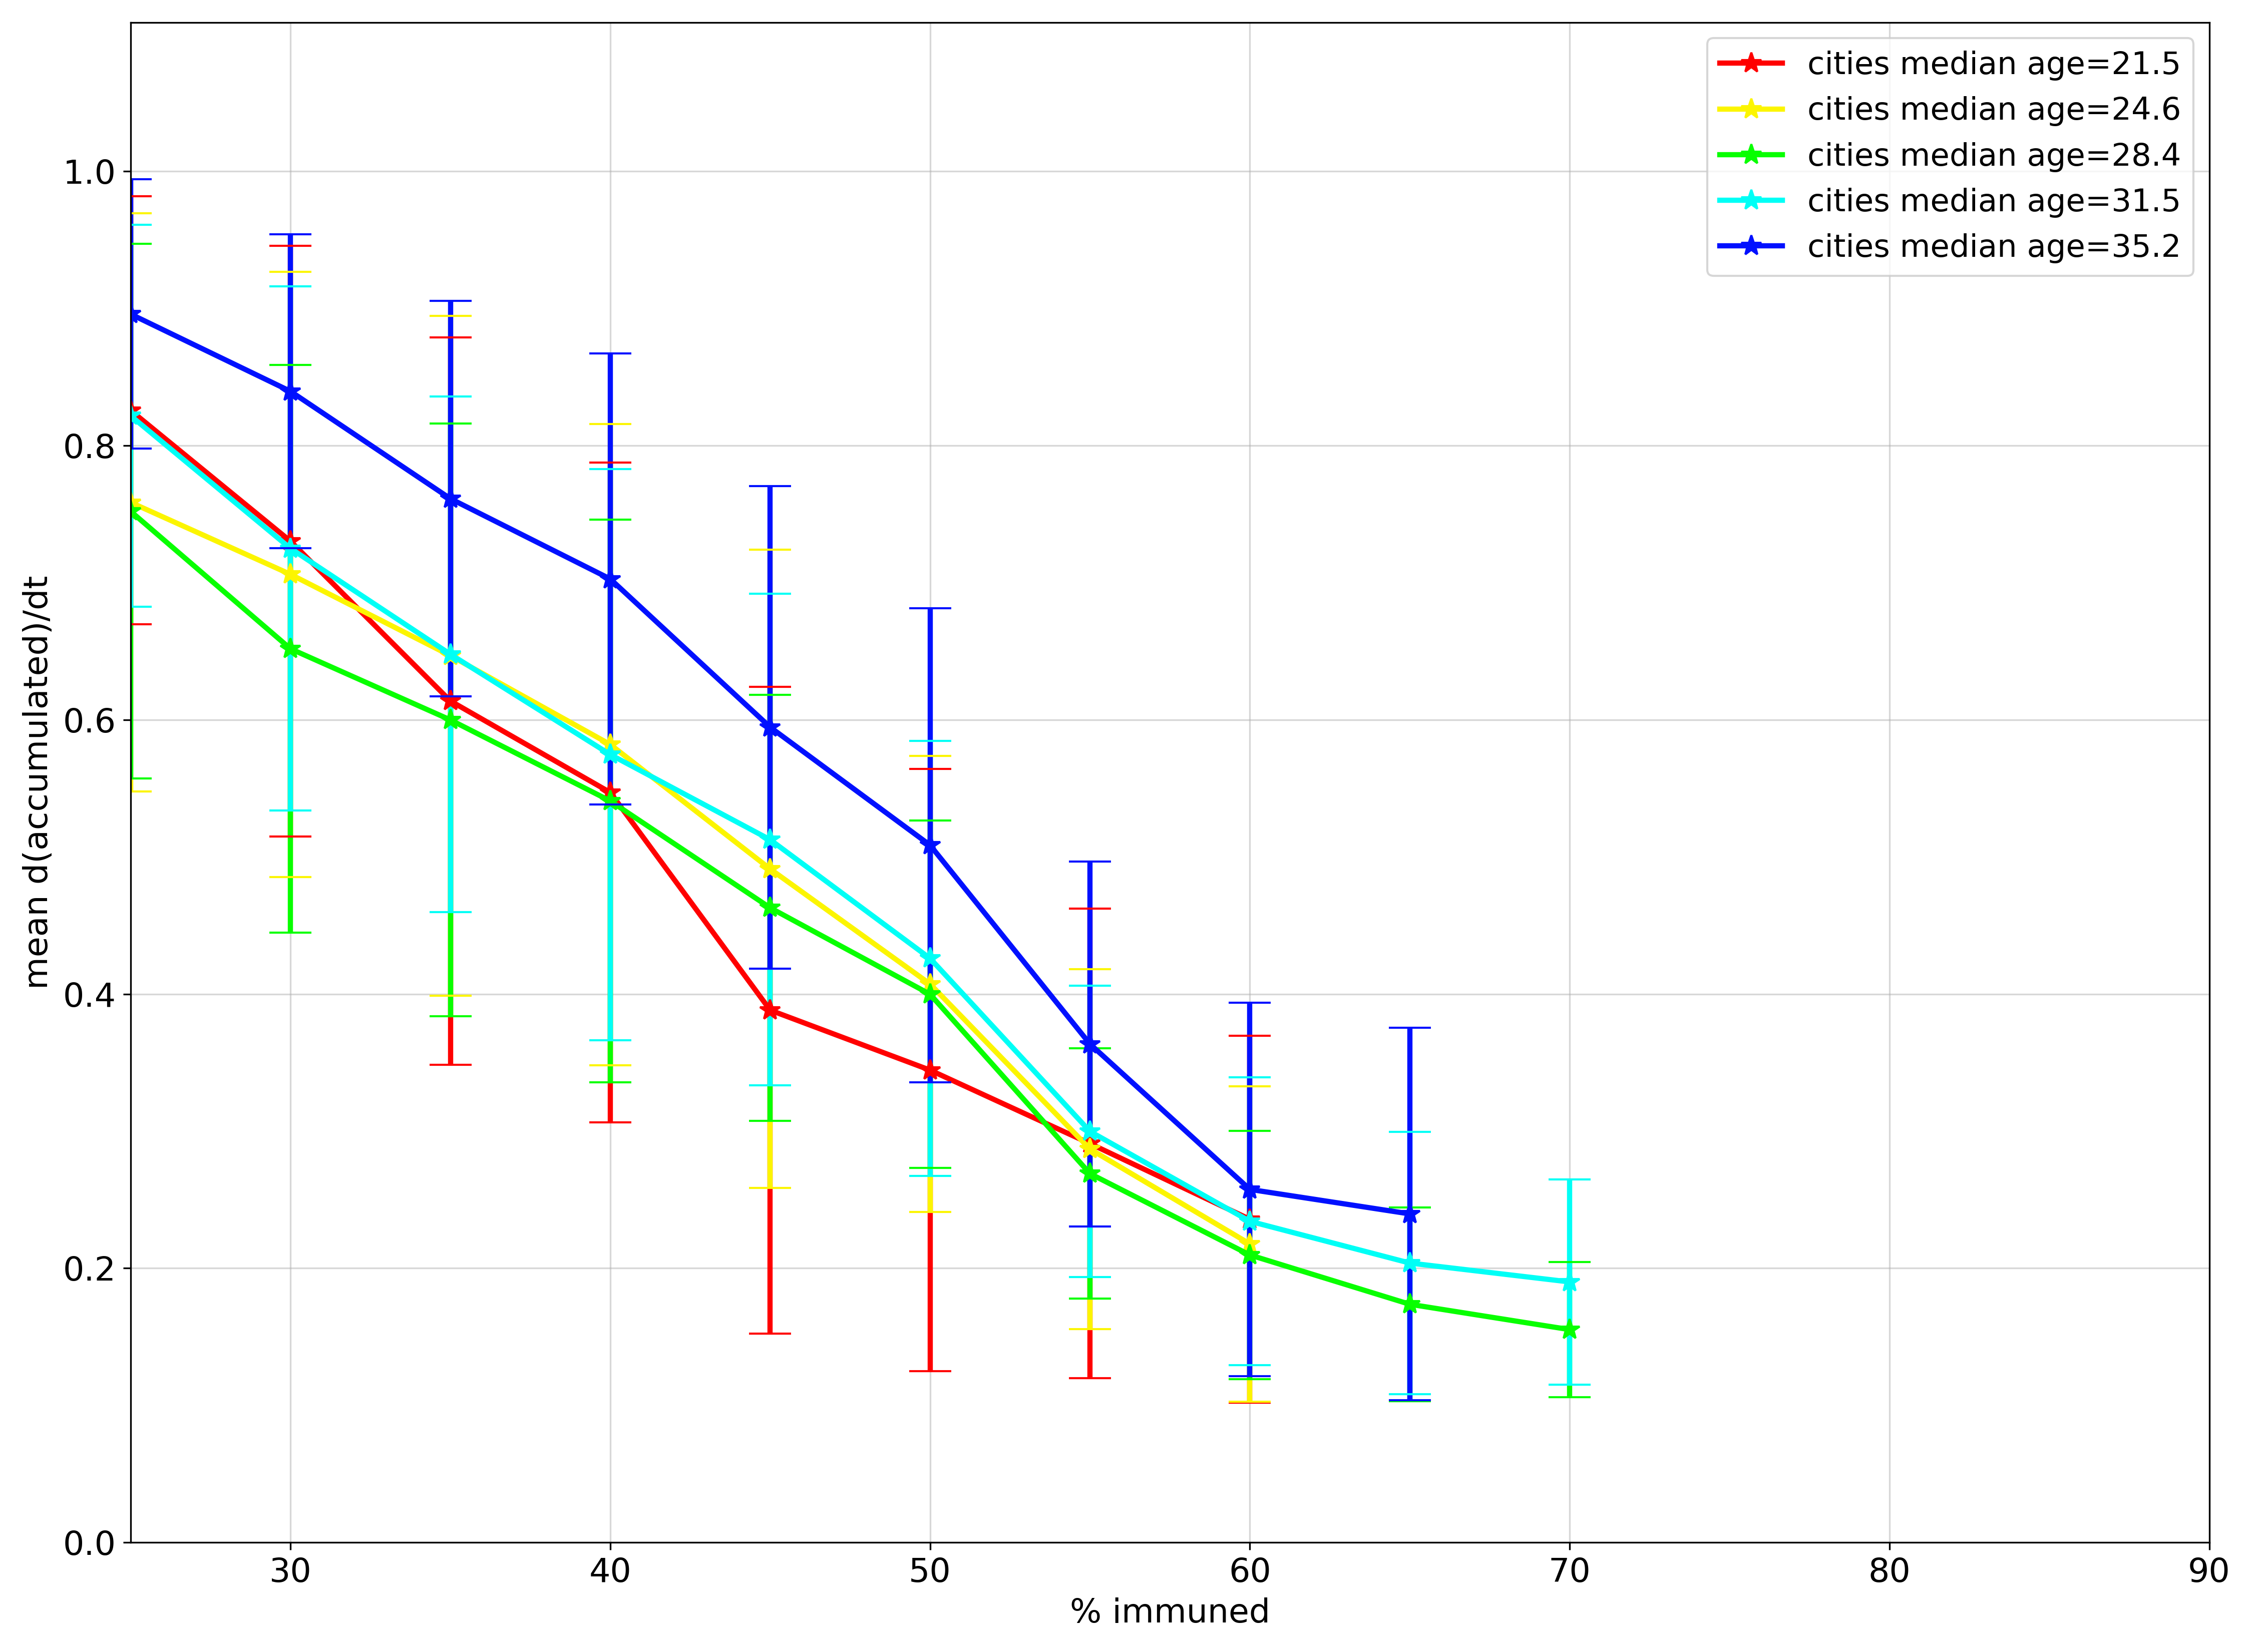 cities median age=21.5
cities median age=24.6
cities median age=28.4
cities median age=31.5
cities median age=35.2
mean d(accumulated)/dt
1.0
0.8
0.6
0.4
0.2
0.0
30 40 50 60 70 80 90
% immuned